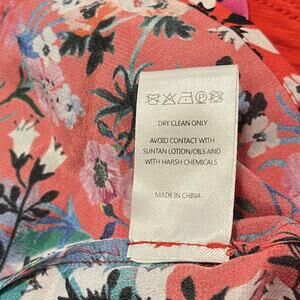 DRY CLEAN ONLY
AVOID CONTACT WITH
SUNTAN LOTION/OILS AND
WITH HARSH CHEMICALS
MADE IN CHINA